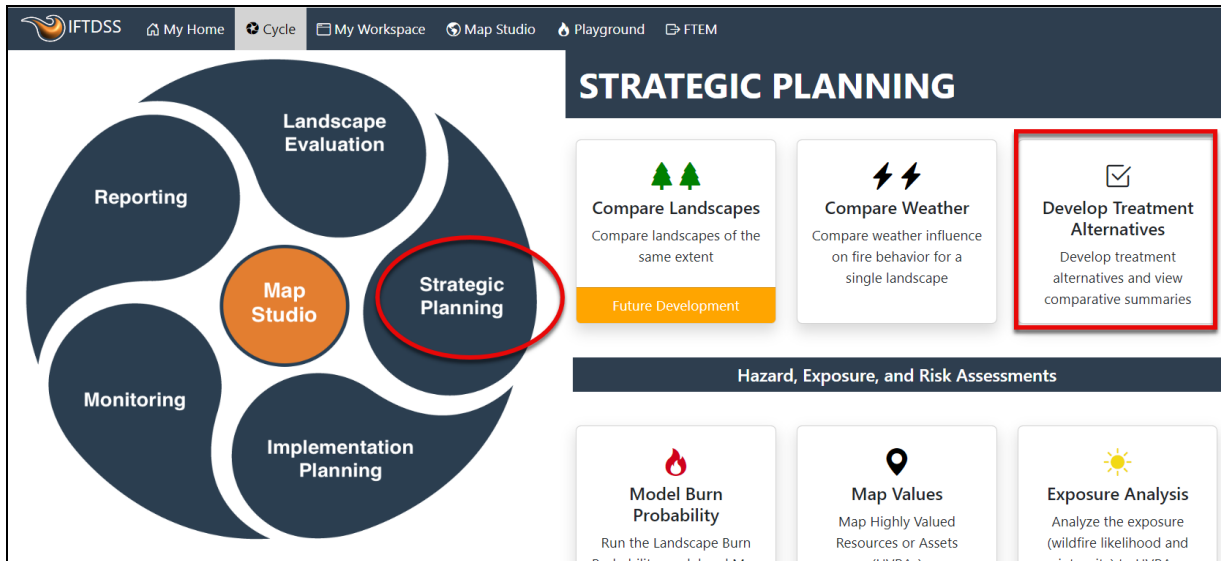 IFTDSS
My Home
Cycle
My Workspace
Map Studio
Playground
FTEM
Landscape
Evaluation
Reporting
Map
Studio
Strategic
Planning
Monitoring
Implementation
Planning
STRATEGIC PLANNING
Compare Landscapes
Compare landscapes of the
same extent
Future Development
Compare Weather
Compare weather influence
on fire behavior for a
single landscape
Develop Treatment
Alternatives
Develop treatment
alternatives and view
comparative summaries
Hazard, Exposure, and Risk Assessments
Model Burn
Probability
Run the Landscape Burn
Map Values
Map Highly Valued
Resources or Assets
Exposure Analysis
Analyze the exposure
(wildfire likelihood and